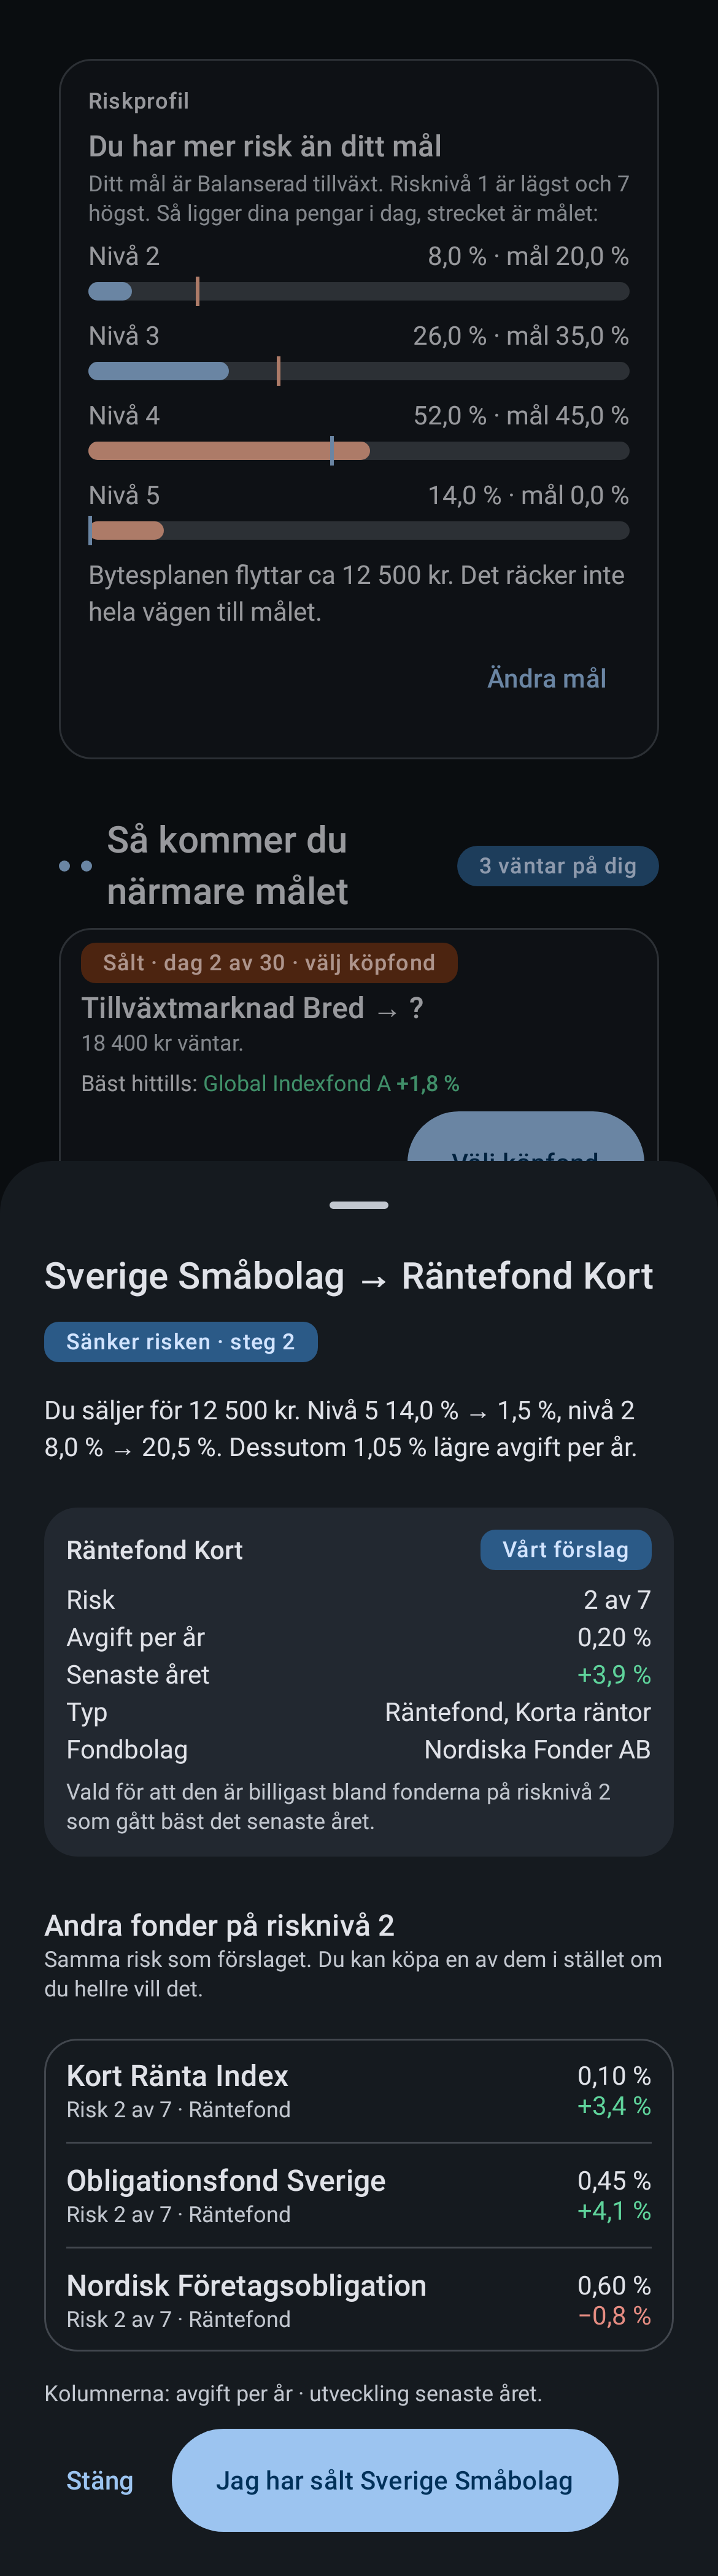 Riskprofil
Du har mer risk än ditt mål
Ditt mål är Balanserad tillväxt. Risknivå 1 är lägst och 7
högst. Så ligger dina pengar i dag, strecket är målet:
Nivå 2 8,0 % · mål 20,0 %
Nivå 3 26,0 % · mål 35,0 %
Nivå 4 52,0 % · mål 45,0 %
Nivå 5 14,0 % · mål 0,0 %
Bytesplanen flyttar ca 12 500 kr. Det räcker inte
hela vägen till målet.
Ändra mål
Så kommer du
närmare målet
3 väntar på dig
Sålt · dag 2 av 30 · välj köpfond
Tillväxtmarknad Bred → ?
18 400 kr väntar.
Bäst hittills: Global Indexfond A +1,8 %
Välj köpfond
Sverige Småbolag → Räntefond Kort
Sänker risken · steg 2
Du säljer för 12 500 kr. Nivå 5 14,0 % → 1,5 %, nivå 2
8,0 % → 20,5 %. Dessutom 1,05 % lägre avgift per år.
Räntefond Kort Vårt förslag
Risk 2 av 7
Avgift per år 0,20 %
Senaste året +3,9 %
Typ Räntefond, Korta räntor
Fondbolag Nordiska Fonder AB
Vald för att den är billigast bland fonderna på risknivå 2
som gått bäst det senaste året.
Andra fonder på risknivå 2
Samma risk som förslaget. Du kan köpa en av dem i stället om
du hellre vill det.
Kort Ränta Index 0,10 %
Risk 2 av 7 · Räntefond +3,4 %
Obligationsfond Sverige 0,45 %
Risk 2 av 7 · Räntefond +4,1 %
Nordisk Företagsobligation 0,60 %
Risk 2 av 7 · Räntefond −0,8 %
Kolumnerna: avgift per år · utveckling senaste året.
Stäng Jag har sålt Sverige Småbolag